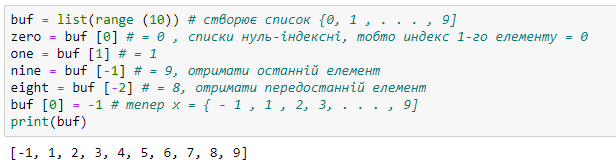 buf = list(range (10)) # створює список {0, 1 , . . . , 9]
zero = buf [0] # = 0 , списки нуль-індексні, тобто индекс 1-го елементу = 0
one = buf [1] # = 1
nine = buf [-1] # = 9, отримати останній елемент
eight = buf [-2] # = 8, отримати передостанній елемент
buf [0] = -1 # тепер х = { - 1 , 1 , 2, 3, . . . , 9]
print(buf)
[-1, 1, 2, 3, 4, 5, 6, 7, 8, 9]